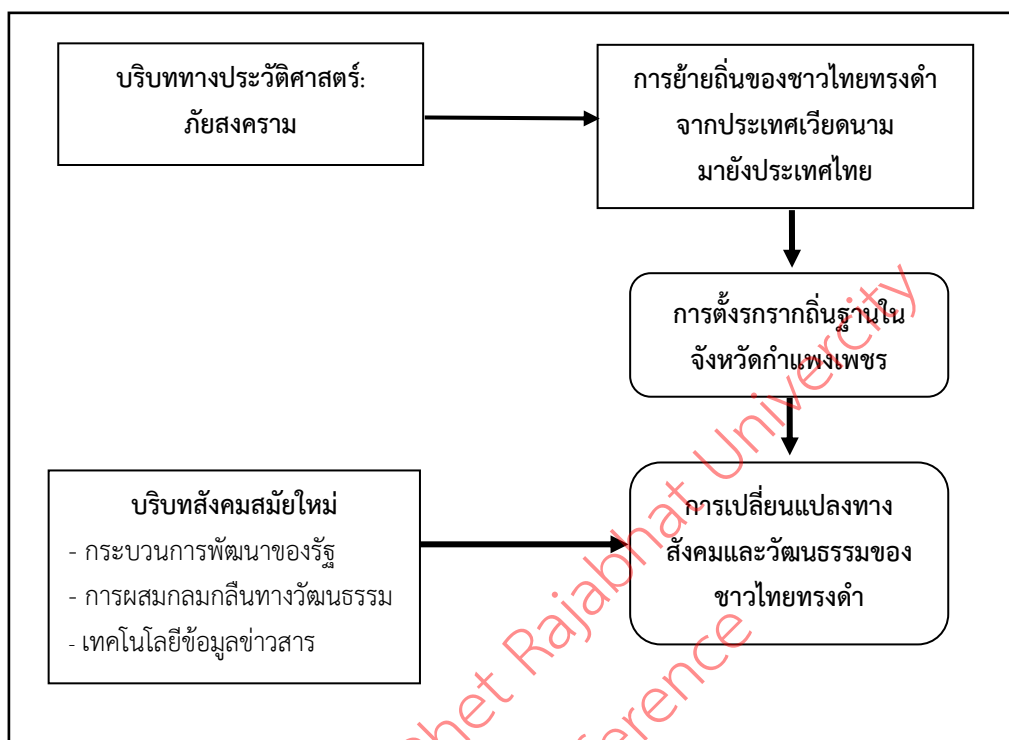 บริบททางประวัติศาสตร์:
ภัยสงคราม
การย้ายถิ่นของชาวไทยทรงดำ
จากประเทศเวียดนาม
มายังประเทศไทย
การตั้งรกรากถิ่นฐานใน
จังหวัดกำแพงเพชร
บริบทสังคมสมัยใหม่
- กระบวนการพัฒนาของรัฐ
- การผสมกลมกลืนทางวัฒนธรรม
- เทคโนโลยีข้อมูลข่าวสาร
การเปลี่ยนแปลงทาง
สังคมและวัฒนธรรมของ
ชาวไทยทรงดำ
phet Rajabhat Univercity
ference